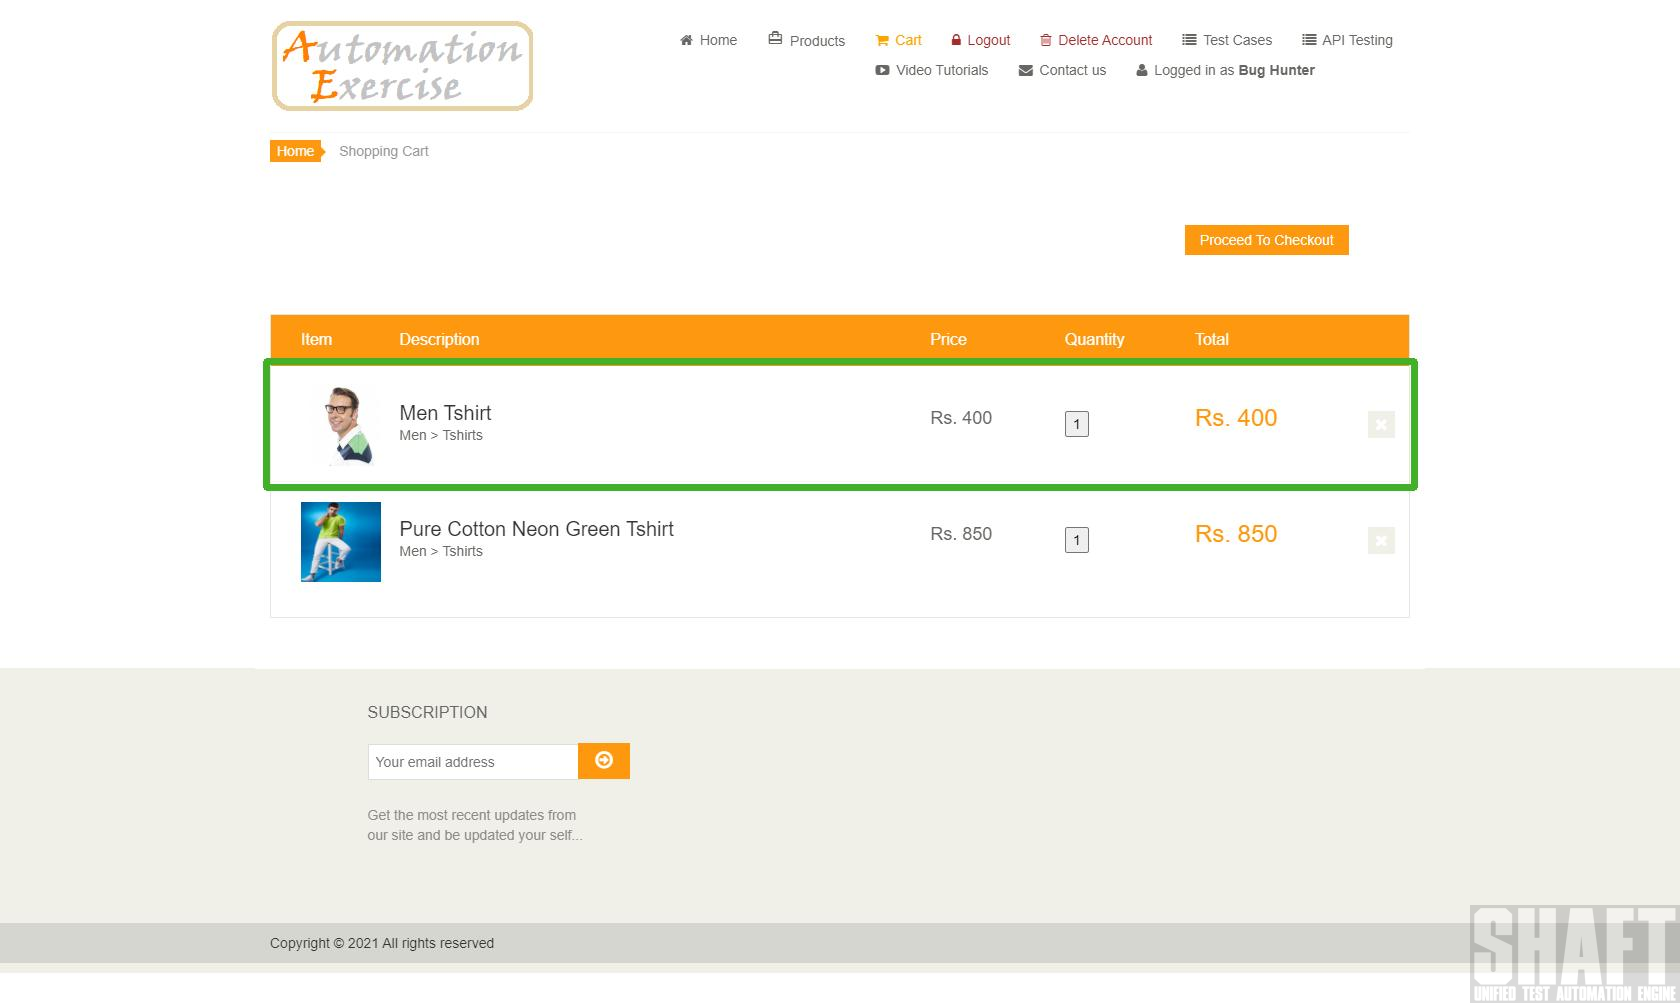 Automation
Exercise
Home
Products
Cart
Logout
Delete Account
Test Cases
API Testing
Video Tutorials
Contact us
Logged in as Bug Hunter
Home
Shopping Cart
Proceed To Checkout
Item Description Price Quantity Total
Men Tshirt
Men > Tshirts
Rs. 400
1
Rs. 400
Pure Cotton Neon Green Tshirt
Men > Tshirts
Rs. 850
1
Rs. 850
SUBSCRIPTION
Your email address
Get the most recent updates from
our site and be updated your self...
Copyright © 2021 All rights reserved
SHAFT
UNIFIED TEST AUTOMATION ENGINE